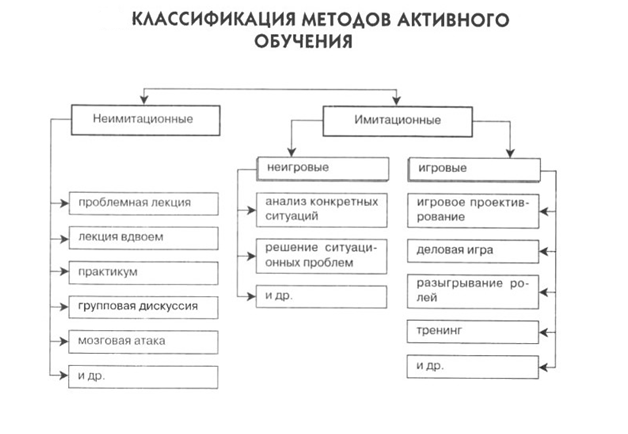 КЛАССИФИКАЦИЯ МЕТОДОВ АКТИВНОГО
ОБУЧЕНИЯ
Неимитационные
Имитационные
неигровые
игровые
проблемная лекция
лекция вдвоем
практикум
групповая дискуссия
мозговая атака
и др.
анализ конкретных
ситуаций
решение ситуаци-
онных проблем
и др.
игровое проектив-
рование
деловая игра
разыгрывание ро-
лей
тренинг
и др.